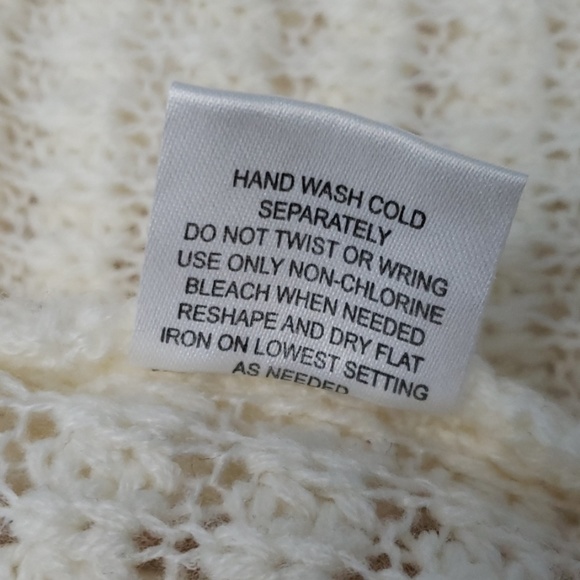 HAND WASH COLD
SEPARATELY
DO NOT TWIST OR WRING
USE ONLY NON-CHLORINE
BLEACH WHEN NEEDED
RESHAPE AND DRY FLAT
IRON ON LOWEST SETTING
AS NEEDED